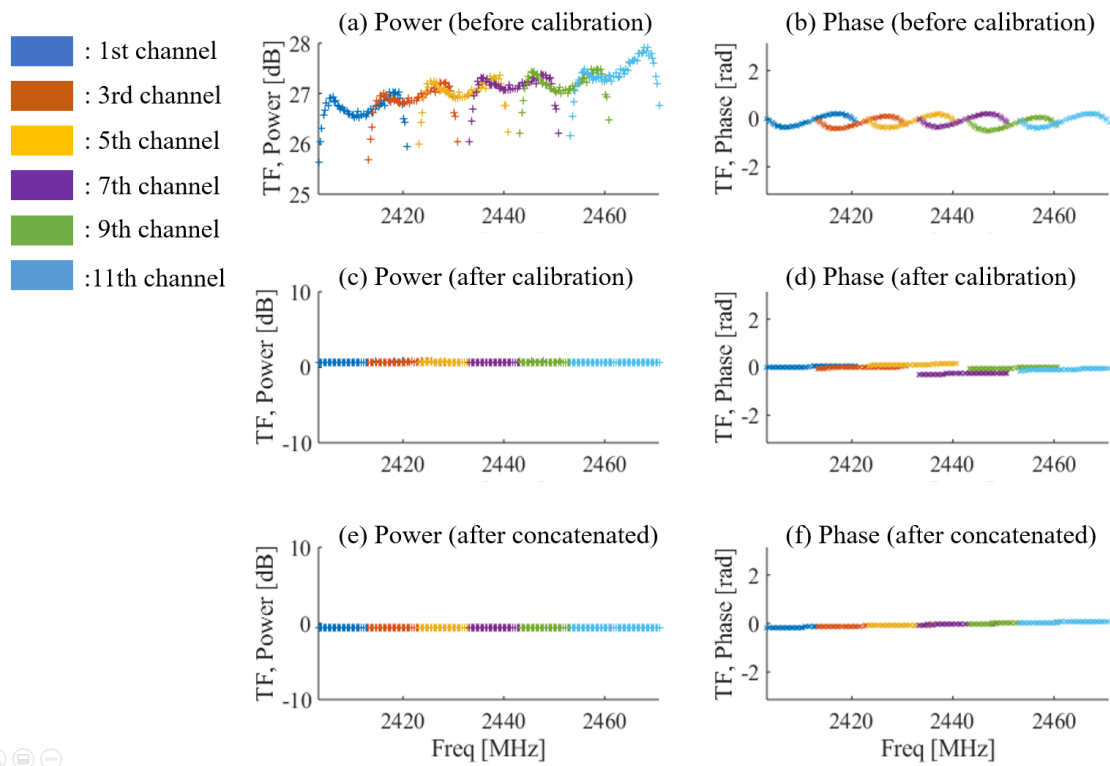 : 1st channel
: 3rd channel
: 5th channel
: 7th channel
: 9th channel
:11th channel
(a) Power (before calibration)
TF, Power [dB]
28
27
26
25
2420
2440
2460
(b) Phase (before calibration)
TF, Phase [rad]
2
0
-2
2420
2440
2460
(c) Power (after calibration)
TF, Power [dB]
10
0
-10
2420
2440
2460
(d) Phase (after calibration)
TF, Phase [rad]
2
0
-2
2420
2440
2460
(e) Power (after concatenated)
TF, Power [dB]
10
0
-10
2420
2440
2460
Freq [MHz]
(f) Phase (after concatenated)
TF, Phase [rad]
2
0
-2
2420
2440
2460
Freq [MHz]